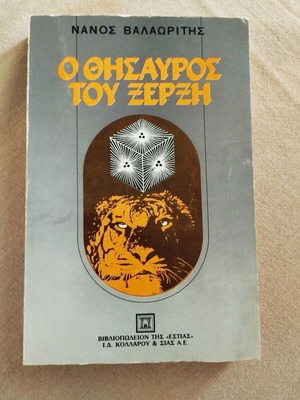 ΝΑΝΟΣ ΒΑΛΑΩΡΙΤΗΣ
Ο ΘΗΣΑΥΡΟΣ
ΤΟΥ ΞΕΡΞΗ
ΒΙΒΛΙΟΠΩΛΕΙΟΝ ΤΗΣ «ΕΣΤΙΑΣ»
Ι.Δ. ΚΟΛΛΑΡΟΥ & ΣΙΑΣ Α.Ε.